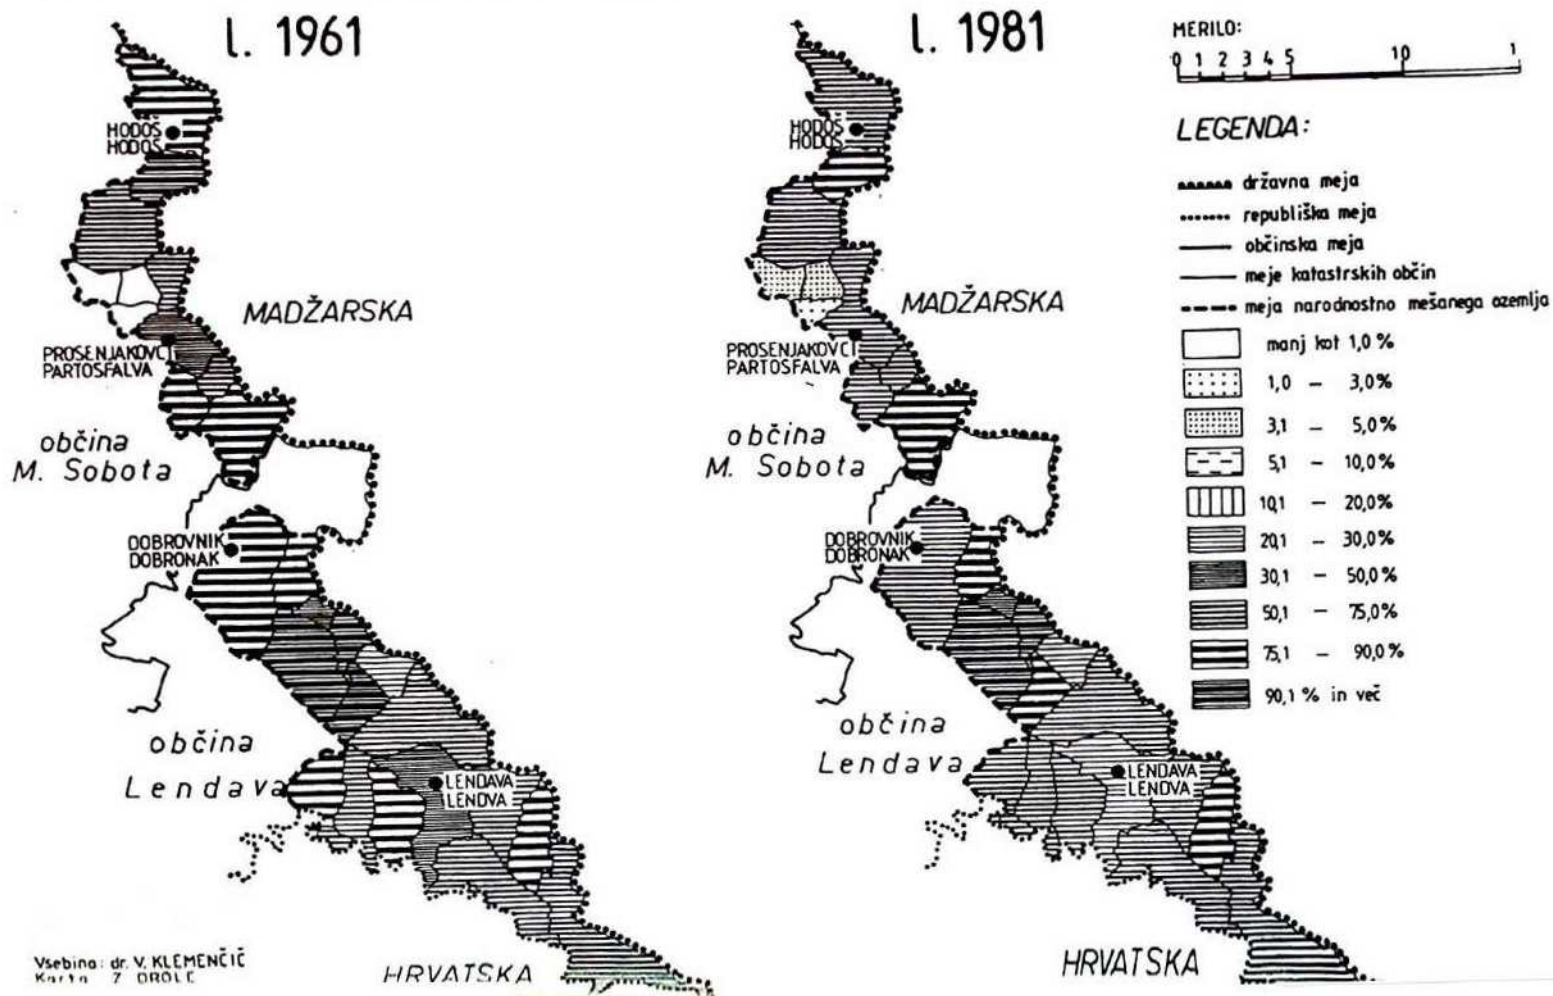 l. 1961
HODOŠ
HODOS
MADŽARSKA
PROSENJAKOVCI
PARTOSFALVA
občina
M. Sobota
DOBROVNIK
DOBRONAK
občina
Lendava
LENDAVA
LENDVA
HRVATSKA
Vsebina: dr. V. KLEMENČIČ
Karta Z. DROLC
l. 1981
HODOŠ
HODOS
MADŽARSKA
PROSENJAKOVCI
PARTOSFALVA
občina
M. Sobota
DOBROVNIK
DOBRONAK
občina
Lendava
LENDAVA
LENDVA
HRVATSKA
MERILO:
0 1 2 3 4 5 10 1
LEGENDA:
državna meja
republiška meja
občinska meja
meje katastrskih občin
meja narodnostno mešanega ozemlja
manj kot 1,0 %
1,0 – 3,0%
3,1 – 5,0%
5,1 – 10,0%
10,1 – 20,0%
20,1 – 30,0%
30,1 – 50,0%
50,1 – 75,0%
75,1 – 90,0%
90,1 % in več